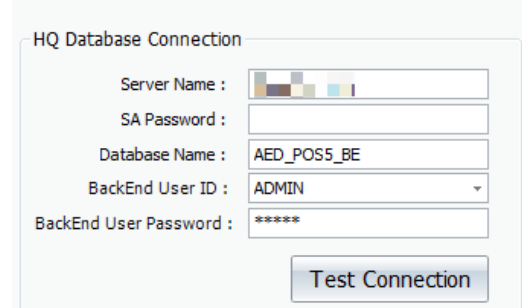 HQ Database Connection
Server Name :
SA Password :
Database Name : AED_POS5_BE
BackEnd User ID : ADMIN
BackEnd User Password : *****
Test Connection